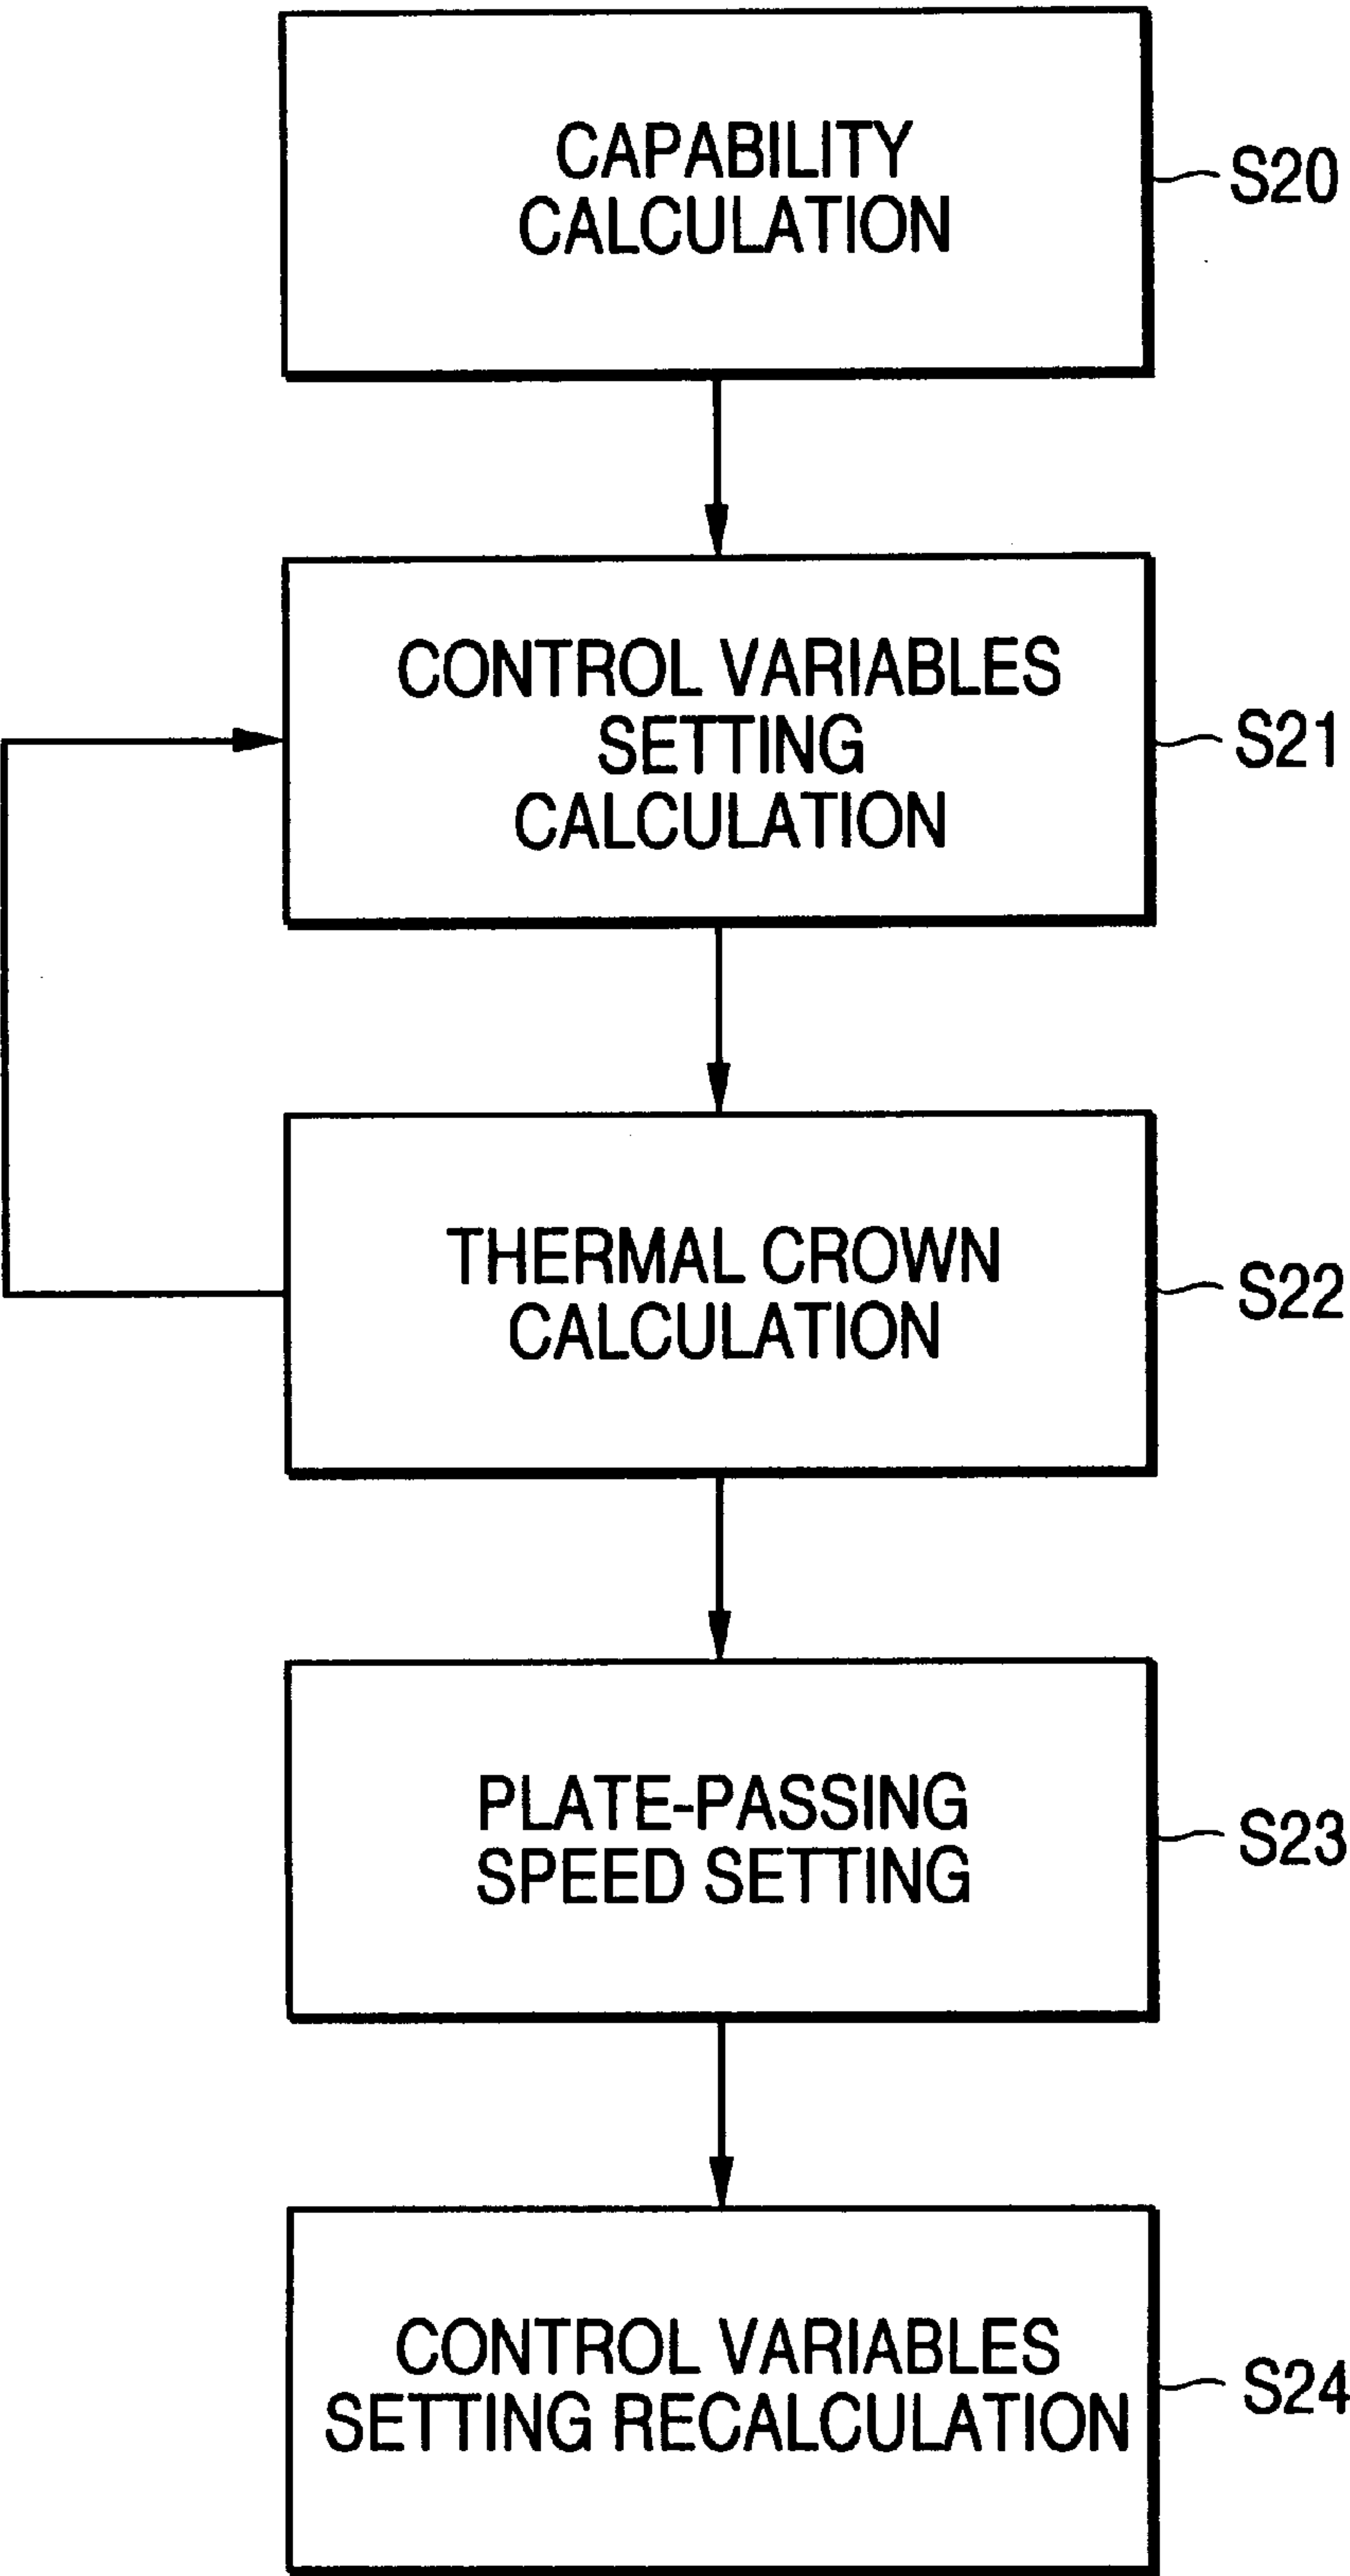 CAPABILITY
CALCULATION
S20
CONTROL VARIABLES
SETTING
CALCULATION
S21
THERMAL CROWN
CALCULATION
S22
PLATE-PASSING
SPEED SETTING
S23
CONTROL VARIABLES
SETTING RECALCULATION
S24